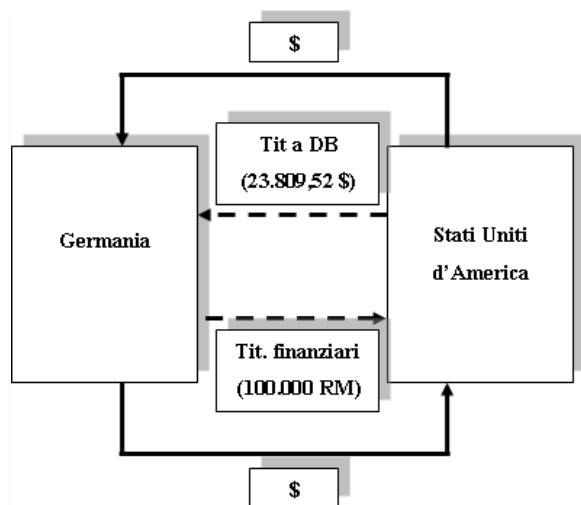 $
Tit a DB
(23.809,52 $)
Germania
Stati Uniti
d'America
Tit. finanziari
(100.000 RM)
$